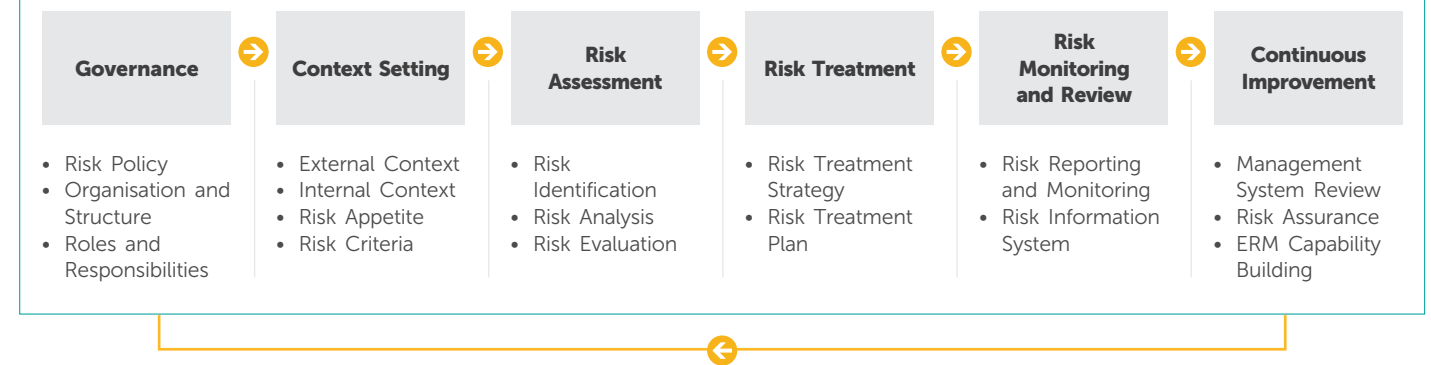 Governance
Context Setting
Risk
Assessment
Risk Treatment
Risk
Monitoring
and Review
Continuous
Improvement
• Risk Policy
• Organisation and
Structure
• Roles and
Responsibilities
• External Context
• Internal Context
• Risk Appetite
• Risk Criteria
• Risk
Identification
• Risk Analysis
• Risk Evaluation
• Risk Treatment
Strategy
• Risk Treatment
Plan
• Risk Reporting
and Monitoring
• Risk Information
System
• Management
System Review
• Risk Assurance
• ERM Capability
Building